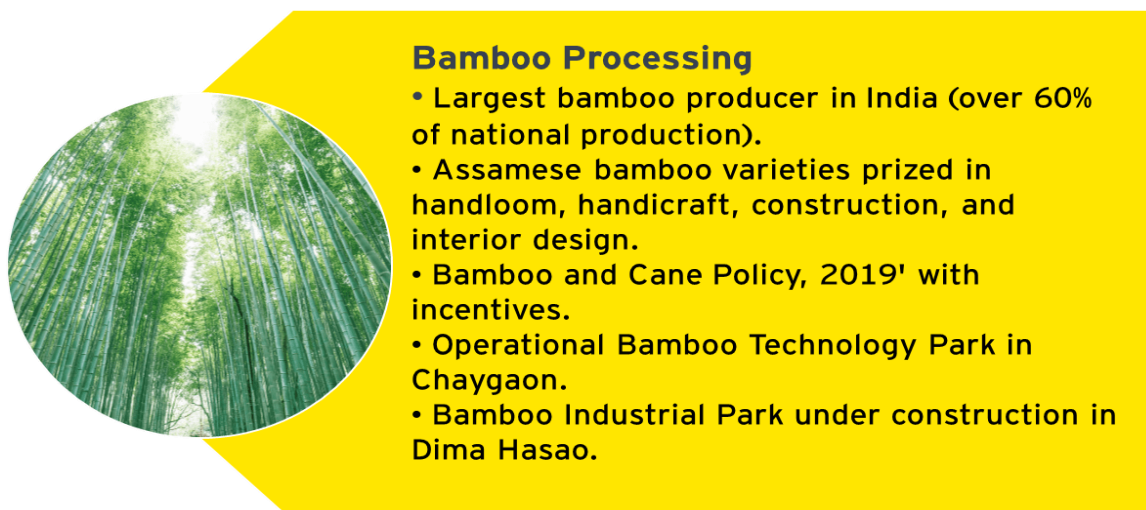 Bamboo Processing
• Largest bamboo producer in India (over 60%
of national production).
• Assamese bamboo varieties prized in
handloom, handicraft, construction, and
interior design.
• Bamboo and Cane Policy, 2019' with
incentives.
• Operational Bamboo Technology Park in
Chaygaon.
• Bamboo Industrial Park under construction in
Dima Hasao.